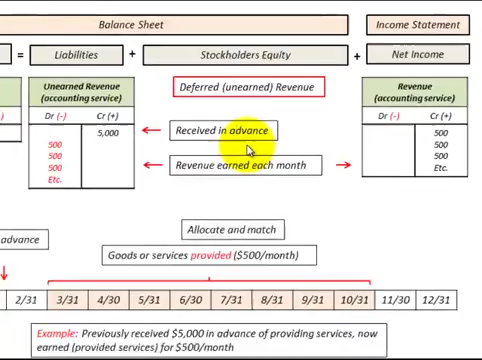 Balance Sheet
Income Statement
=
Liabilities
+
Stockholders Equity
+
Net Income
Unearned Revenue
(accounting service)
Deferred (unearned) Revenue
Revenue
(accounting service)
-)
Dr (-)
Cr (+)
Dr (-)
Cr (+)
5,000
Received in advance
500
500
500
500
500
Revenue earned each month
500
Etc.
500
Etc.
Allocate and match
advance
Goods or services provided ($500/month)
2/31
3/31
4/30
5/31
6/30
7/31
8/31
9/31
10/31
11/30
12/31
Example: Previously received $5,000 in advance of providing services, now
earned (provided services) for $500/month